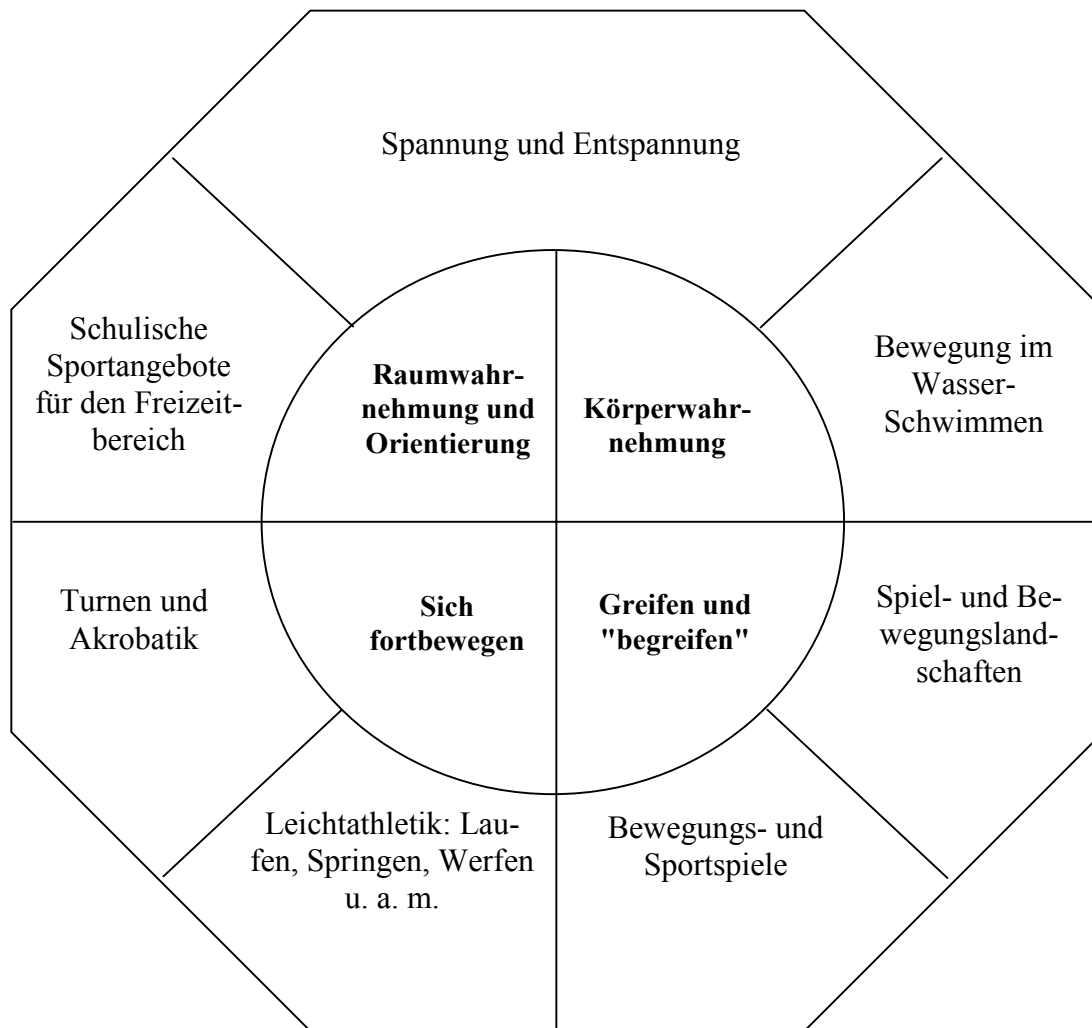 Spannung und Entspannung
Schulische
Sportangebote
für den Freizeit-
bereich
Raumwahr-
nehmung und
Orientierung
Körperwahr-
nehmung
Bewegung im
Wasser-
Schwimmen
Turnen und
Akrobatik
Sich
fortbewegen
Greifen und
"begreifen"
Spiel- und Be-
wegungsland-
schaften
Leichtathletik: Lau-
fen, Springen, Werfen
u. a. m.
Bewegungs- und
Sportspiele